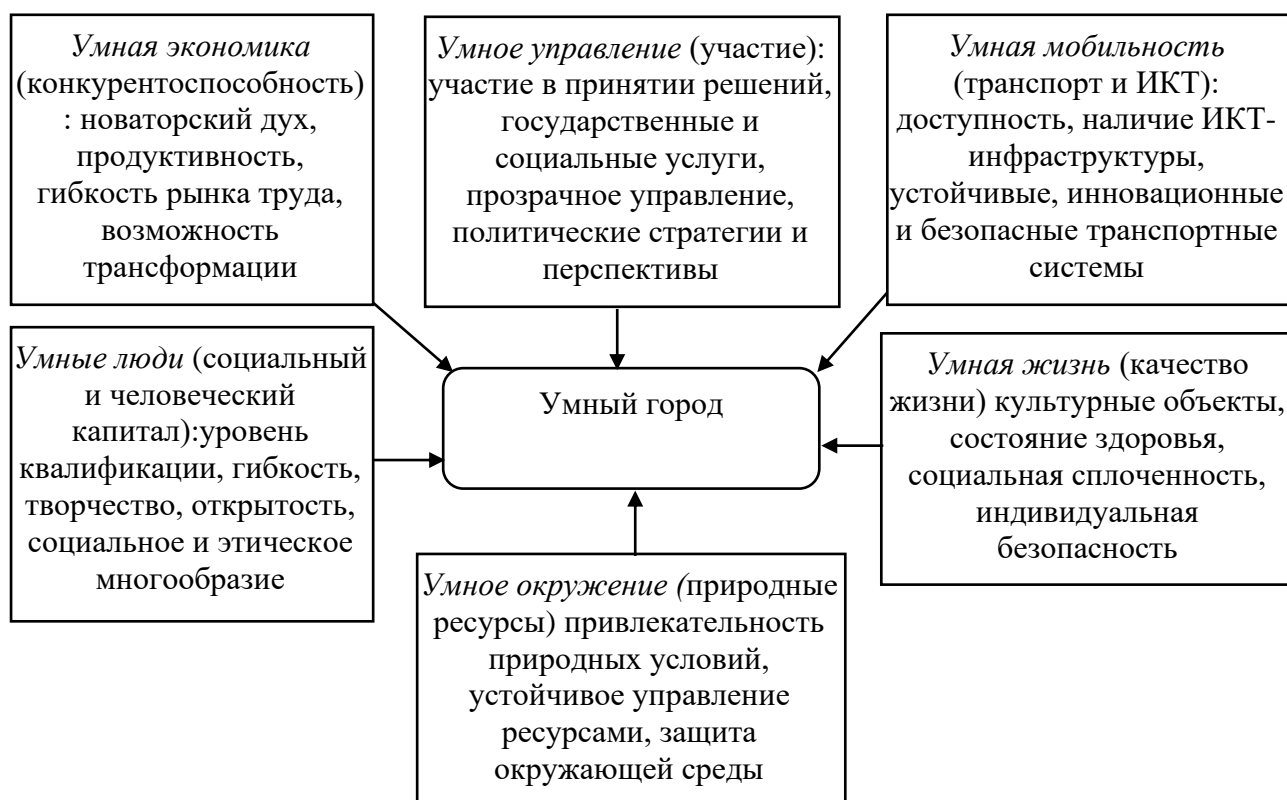 Умная экономика
(конкурентоспособность)
: новаторский дух,
продуктивность,
гибкость рынка труда,
возможность
трансформации
Умное управление (участие):
участие в принятии решений,
государственные и
социальные услуги,
прозрачное управление,
политические стратегии и
перспективы
Умная мобильность
(транспорт и ИКТ):
доступность, наличие ИКТ-
инфраструктуры,
устойчивые, инновационные
и безопасные транспортные
системы
Умные люди (социальный
и человеческий
капитал):уровень
квалификации, гибкость,
творчество, открытость,
социальное и этическое
многообразие
Умный город
Умная жизнь (качество
жизни) культурные объекты,
состояние здоровья,
социальная сплоченность,
индивидуальная
безопасность
Умное окружение (природные
ресурсы) привлекательность
природных условий,
устойчивое управление
ресурсами, защита
окружающей среды